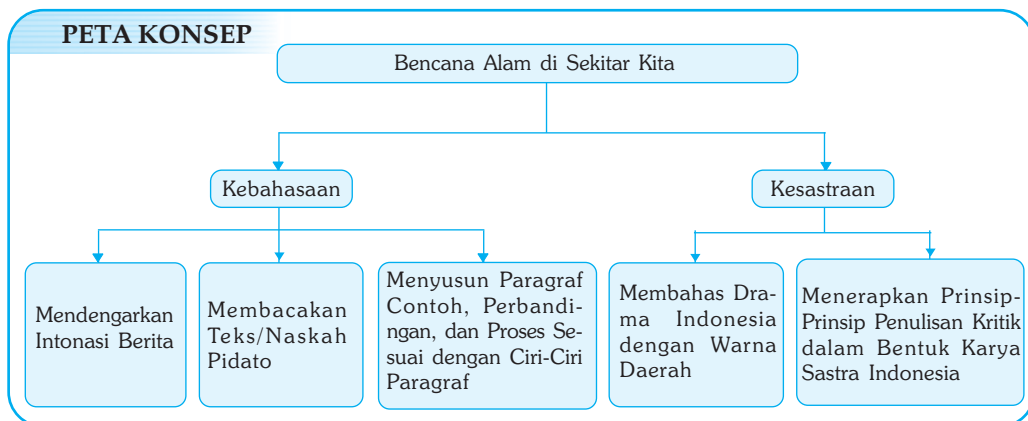 PETA KONSEP
Bencana Alam di Sekitar Kita
Kebahasaan
Kesastraan
Mendengarkan
Intonasi Berita
Membacakan
Teks/Naskah
Pidato
Menyusun Paragraf
Contoh, Perbandi-
ngan, dan Proses Se-
suai dengan Ciri-Ciri
Paragraf
Membahas Dra-
ma Indonesia
dengan Warna
Daerah
Menerapkan Prinsip-
Prinsip Penulisan Kritik
dalam Bentuk Karya
Sastra Indonesia